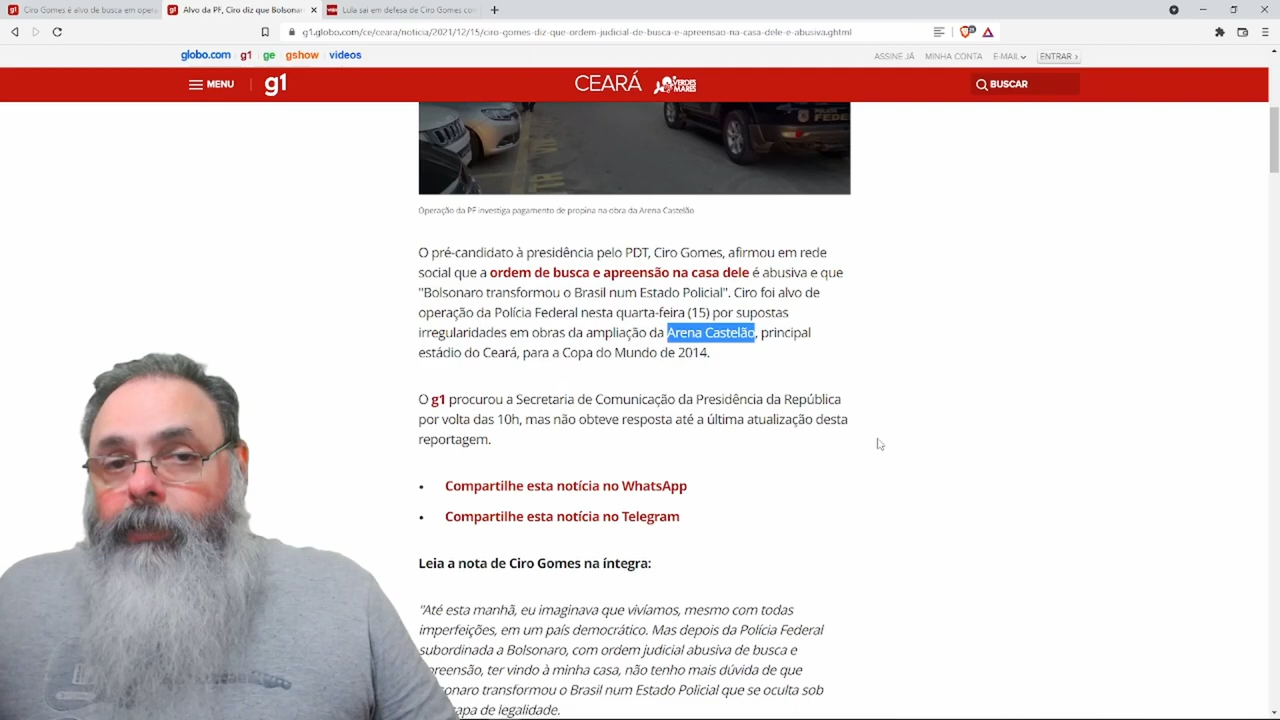 Ciro Gomes é alvo de busca em opera
Alvo da PF, Ciro diz que Bolsonar
Lula sai em defesa de Ciro Gomes co
g1.globo.com/ce/ceara/noticia/2021/12/15/ciro-gomes-diz-que-ordem-judicial-de-busca-e-apreensao-na-casa-dele-e-abusiva.ghtml
globo.com g1 ge gshow videos
ASSINE JÁ MINHA CONTA E-MAIL ENTRAR ›
MENU g1 CEARÁ VERDES MARES BUSCAR
Operação da PF investiga pagamento de propina na obra da Arena Castelão
O pré-candidato à presidência pelo PDT, Ciro Gomes, afirmou em rede
social que a ordem de busca e apreensão na casa dele é abusiva e que
"Bolsonaro transformou o Brasil num Estado Policial". Ciro foi alvo de
operação da Polícia Federal nesta quarta-feira (15) por supostas
irregularidades em obras da ampliação da Arena Castelão, principal
estádio do Ceará, para a Copa do Mundo de 2014.
O g1 procurou a Secretaria de Comunicação da Presidência da República
por volta das 10h, mas não obteve resposta até a última atualização desta
reportagem.
• Compartilhe esta notícia no WhatsApp
• Compartilhe esta notícia no Telegram
Leia a nota de Ciro Gomes na íntegra:
"Até esta manhã, eu imaginava que vivíamos, mesmo com todas
imperfeições, em um país democrático. Mas depois da Polícia Federal
subordinada a Bolsonaro, com ordem judicial abusiva de busca e
preensão, ter vindo à minha casa, não tenho mais dúvida de que
onaro transformou o Brasil num Estado Policial que se oculta sob
apa de legalidade.